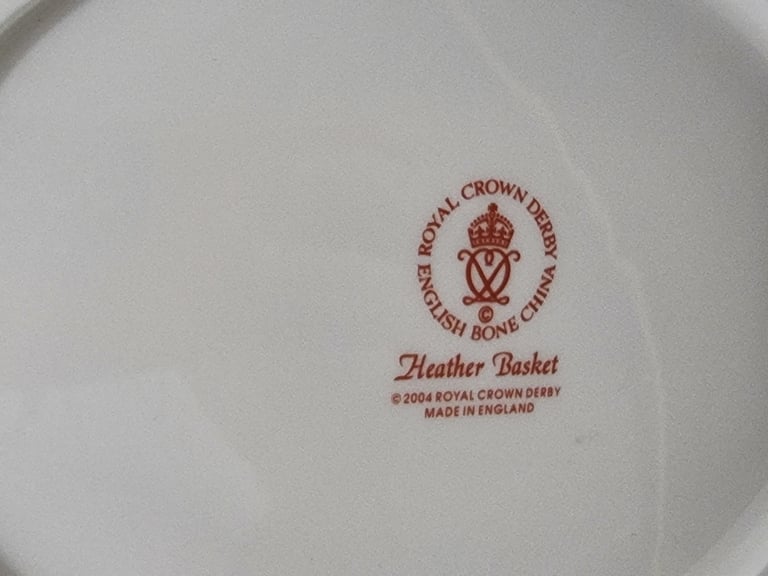 ROYAL CROWN DERBY
ENGLISH BONE CHINA
©
Heather Basket
© 2004 ROYAL CROWN DERBY
MADE IN ENGLAND